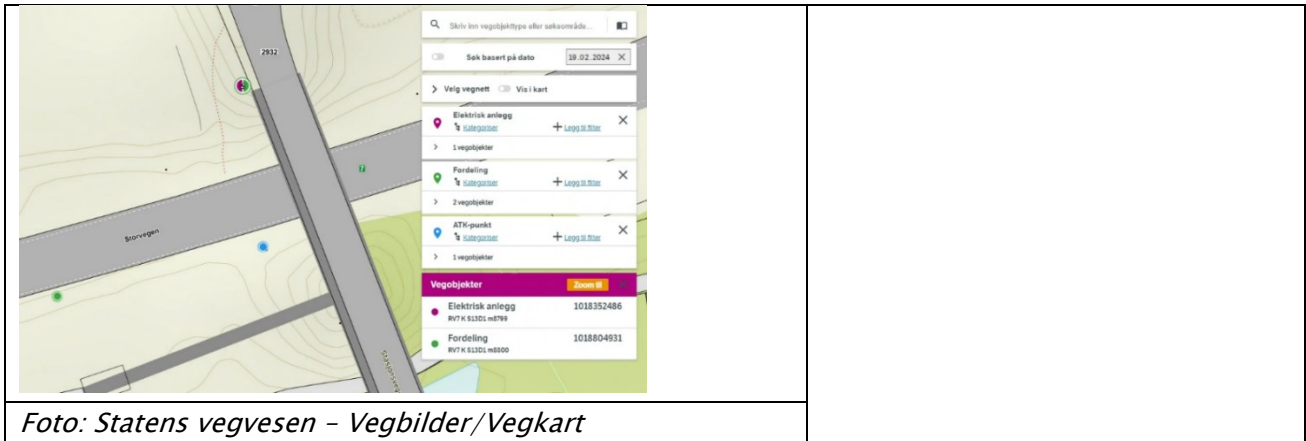 2932
7
Storvegen
Skriv inn vegobjekttype eller søkeområde...
Søk basert på dato 19.02.2024 ×
Velg vegnett Vis i kart
Elektrisk anlegg
Kategoriser + Legg til filter
1 vegobjekter
Fordeling
Kategoriser + Legg til filter
2 vegobjekter
ATK-punkt
Kategoriser + Legg til filter
1 vegobjekter
Vegobjekter Zoom til
Elektrisk anlegg 1018352486
RV7 K S13D1 m8799
Fordeling 1018804931
RV7 K S13D1 m8800
Foto: Statens vegvesen – Vegbilder/Vegkart